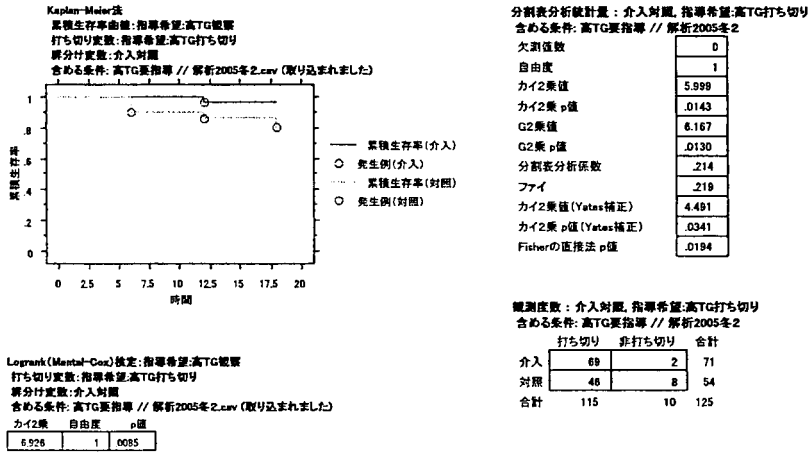 Kaplan-Meier法
累積生存率曲線:指導希望:高TG観察
打ち切り変数:指導希望:高TG打ち切り
群分け変数:介入対照
含める条件: 高TG要指導 // 解析2005冬2.csv (取り込まれました)
累積生存率
1
.8
.6
.4
.2
0
0 2.5 5 7.5 10 12.5 15 17.5 20
時間
累積生存率(介入)
発生例(介入)
累積生存率(対照)
発生例(対照)
Logrank(Mantel-Cox)検定:指導希望:高TG観察
打ち切り変数:指導希望:高TG打ち切り
群分け変数:介入対照
含める条件: 高TG要指導 // 解析2005冬2.csv (取り込まれました)
カイ2乗 自由度 p値
6.926 1 .0085
分割表分析統計量 : 介入対照, 指導希望:高TG打ち切り
含める条件: 高TG要指導 // 解析2005冬2
欠測値数 0
自由度 1
カイ2乗値 5.999
カイ2乗 p値 .0143
G2乗値 6.167
G2乗 p値 .0130
分割表分析係数 .214
ファイ .219
カイ2乗値(Yates補正) 4.491
カイ2乗 p値(Yates補正) .0341
Fisherの直接法 p値 .0194
観測度数 : 介入対照, 指導希望:高TG打ち切り
含める条件: 高TG要指導 // 解析2005冬2
打ち切り 非打ち切り 合計
介入 69 2 71
対照 46 8 54
合計 115 10 125